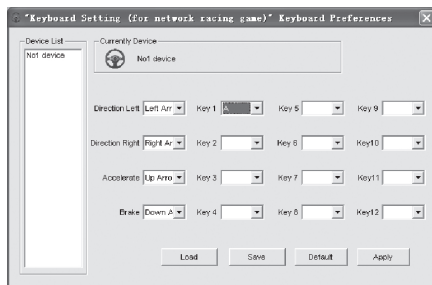 "Keyboard Setting (for network racing game)" Keyboard Preferences
Device List
No1 device
Currently Device
No1 device
Direction Left Left Arr Key 1 A Key 5 Key 9
Direction Right Right Ar Key 2 Key 6 Key10
Accelerate Up Arro Key 3 Key 7 Key11
Brake Down A Key 4 Key 8 Key12
Load Save Default Apply